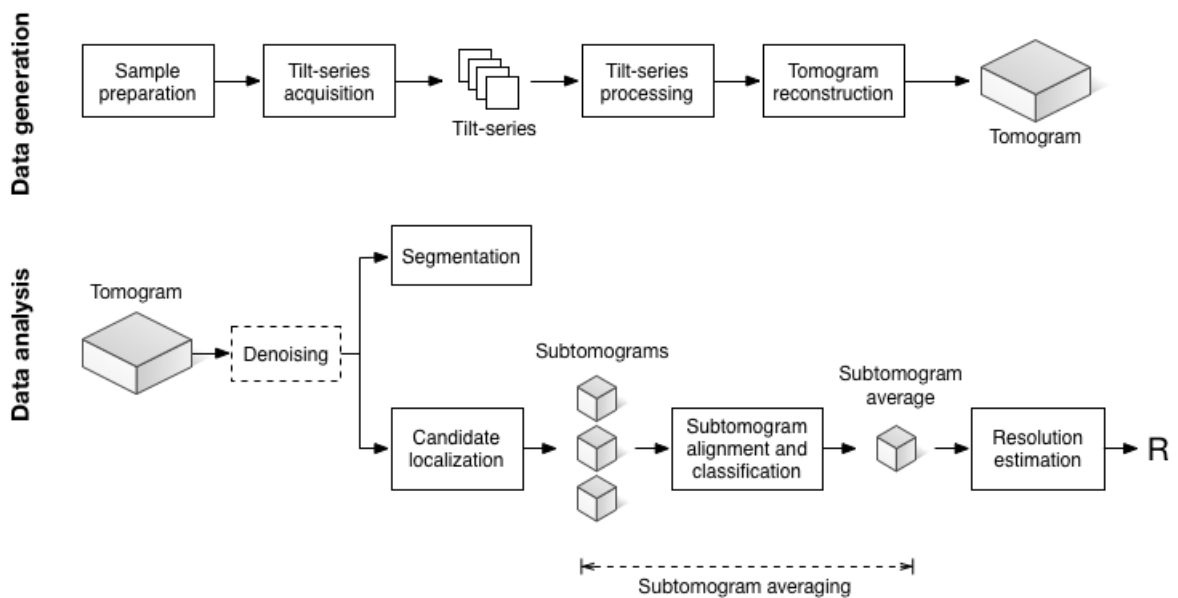 Data generation
Sample
preparation
Tilt-series
acquisition
Tilt-series
Tilt-series
processing
Tomogram
reconstruction
Tomogram
Data analysis
Tomogram
Denoising
Segmentation
Candidate
localization
Subtomograms
Subtomogram
alignment and
classification
Subtomogram
average
Resolution
estimation
R
Subtomogram averaging